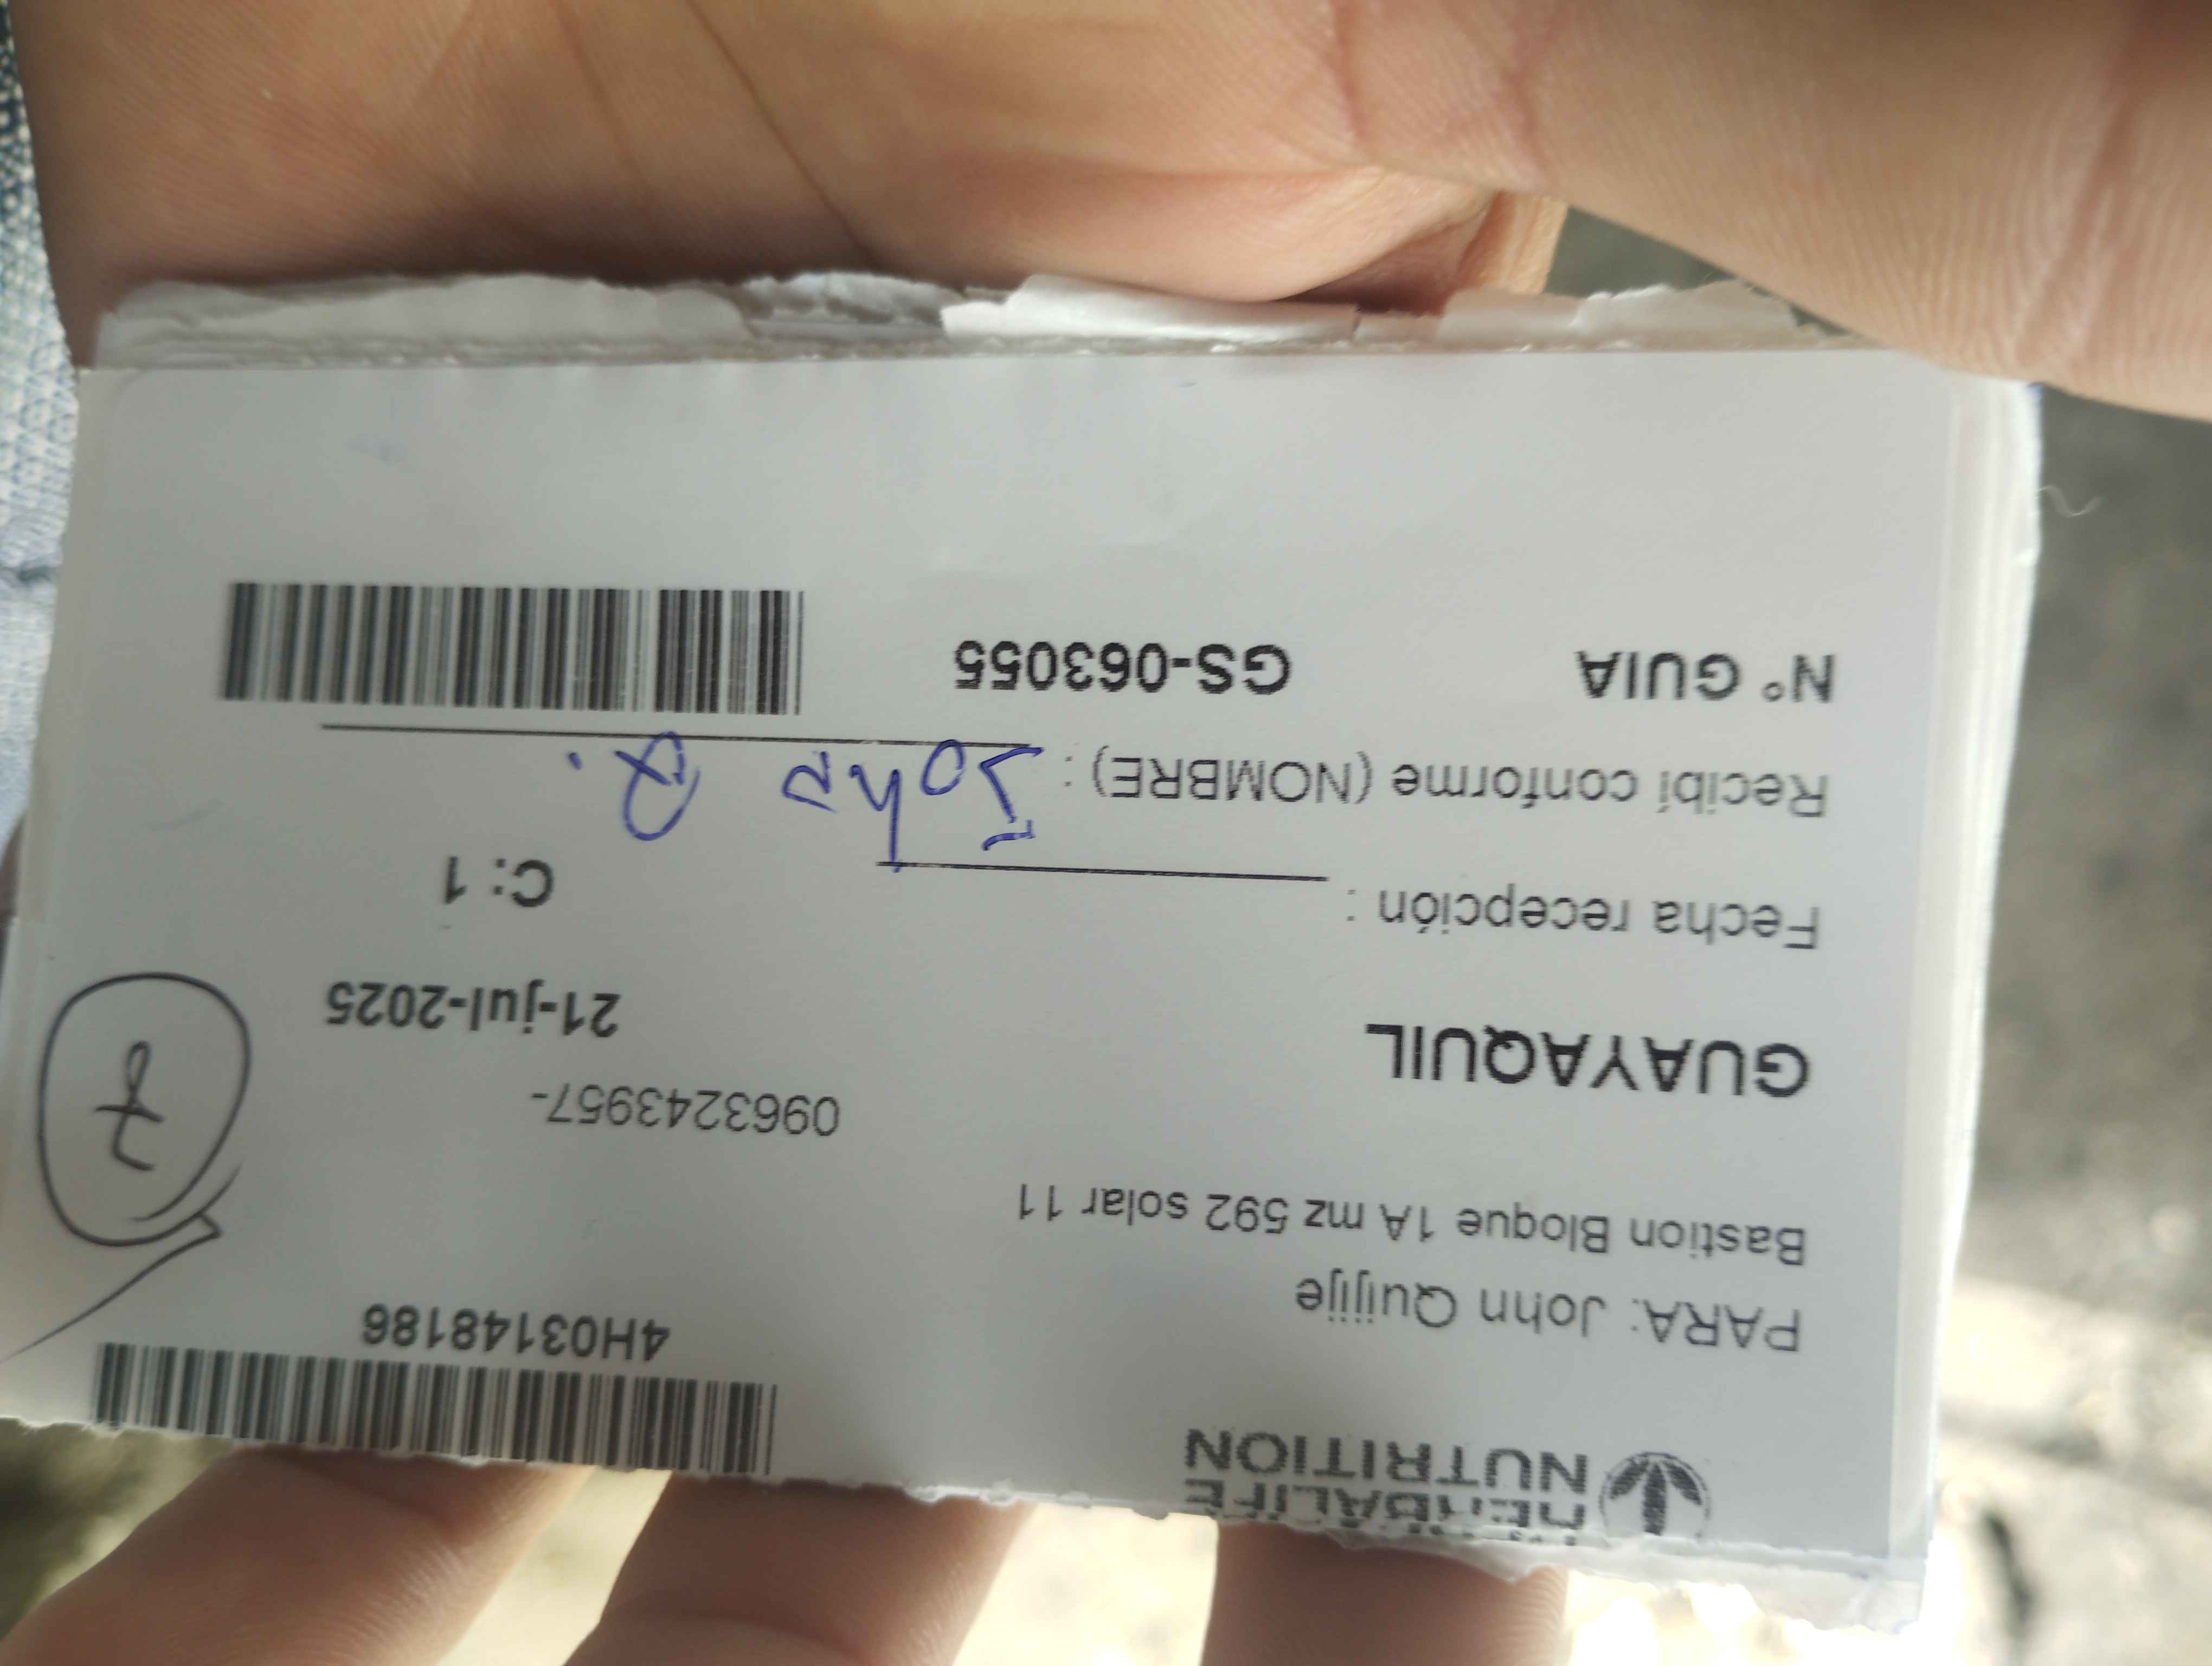 HERBALIFE
NUTRITION
4H03148186
PARA: John Quijije
Bastion Bloque 1A mz 592 solar 11
0963243957-
GUAYAQUIL
21-jul-2025
7
Fecha recepción :
C: 1
Recibí conforme (NOMBRE) : John Q.
N° GUIA GS-063055